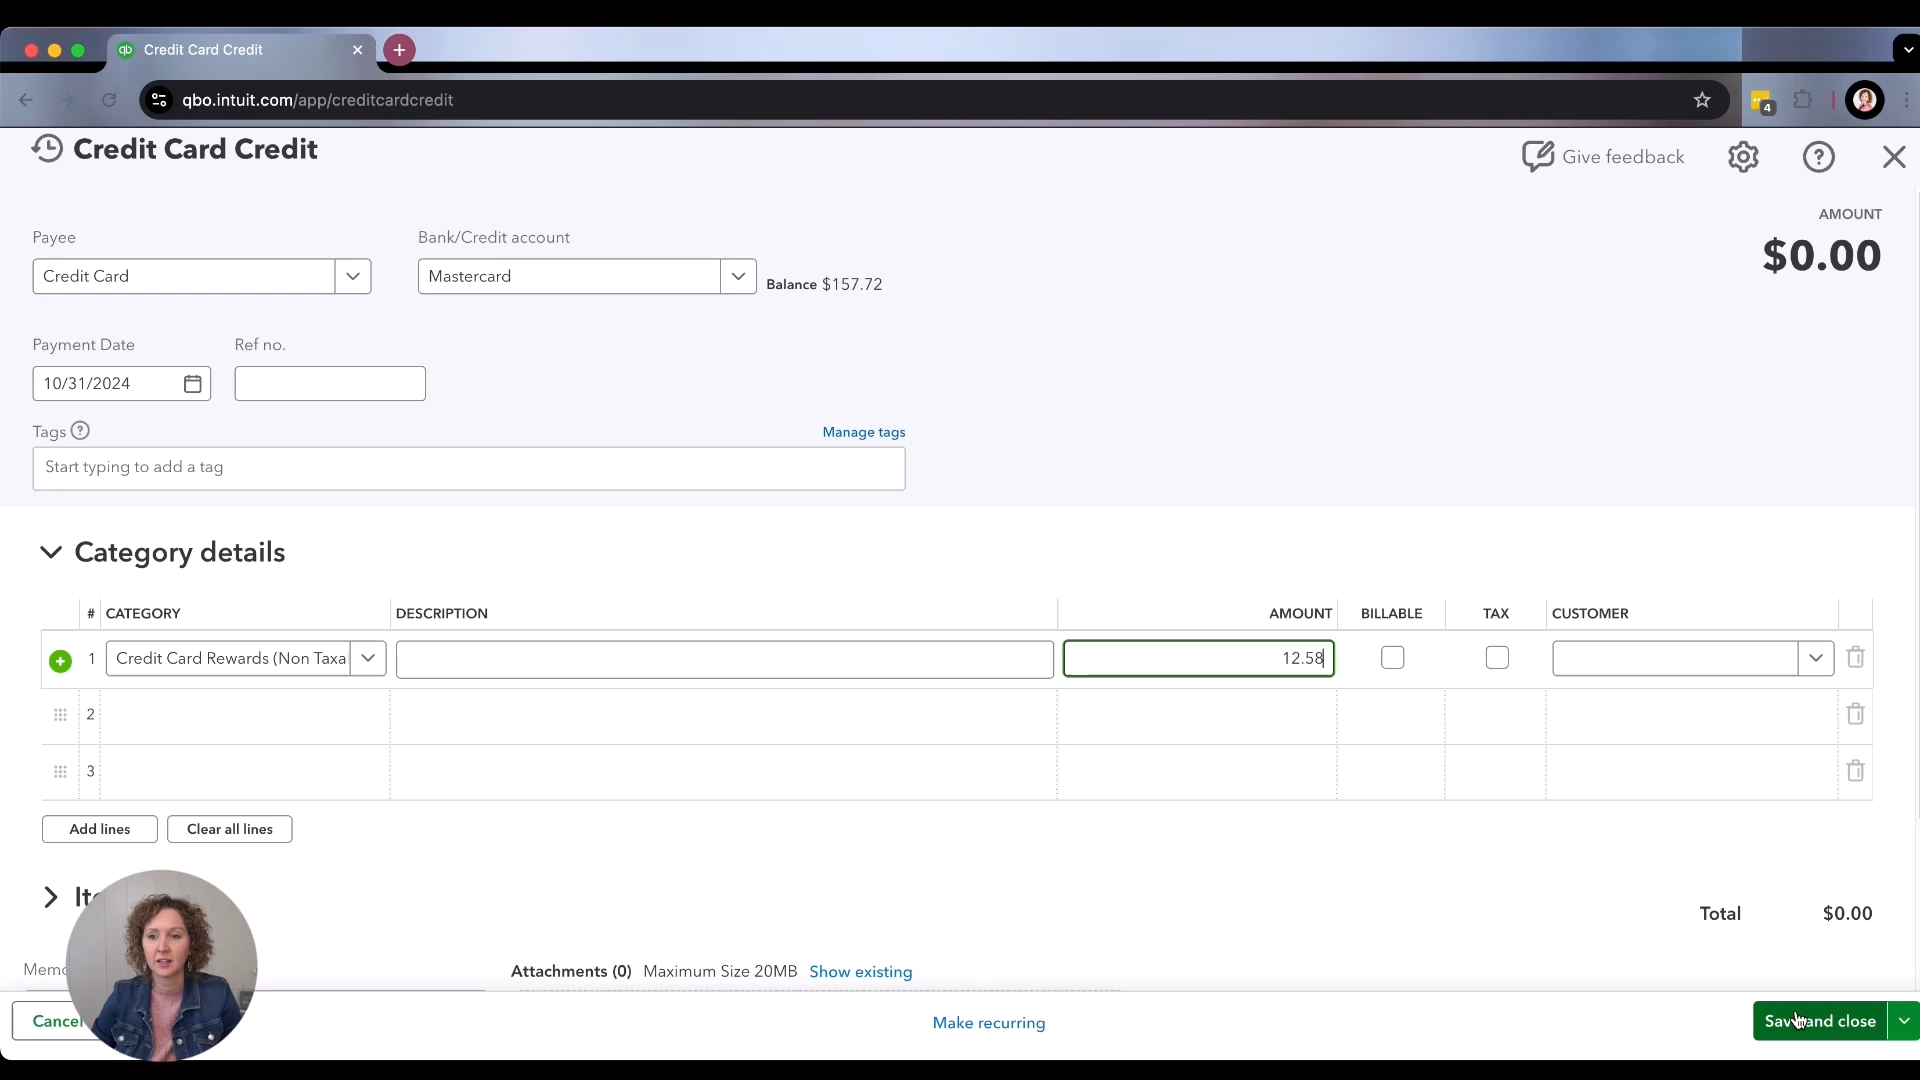 Credit Card Credit
qbo.intuit.com/app/creditcardcredit
4
Credit Card Credit
Give feedback
AMOUNT
$0.00
Payee
Bank/Credit account
Credit Card
Mastercard
Balance $157.72
Payment Date
Ref no.
10/31/2024
Tags
Manage tags
Start typing to add a tag
Category details
# CATEGORY DESCRIPTION AMOUNT BILLABLE TAX CUSTOMER
1 Credit Card Rewards (Non Taxa 12.58
2
3
Add lines
Clear all lines
Total $0.00
Attachments (0) Maximum Size 20MB Show existing
Cancel
Make recurring
Save and close